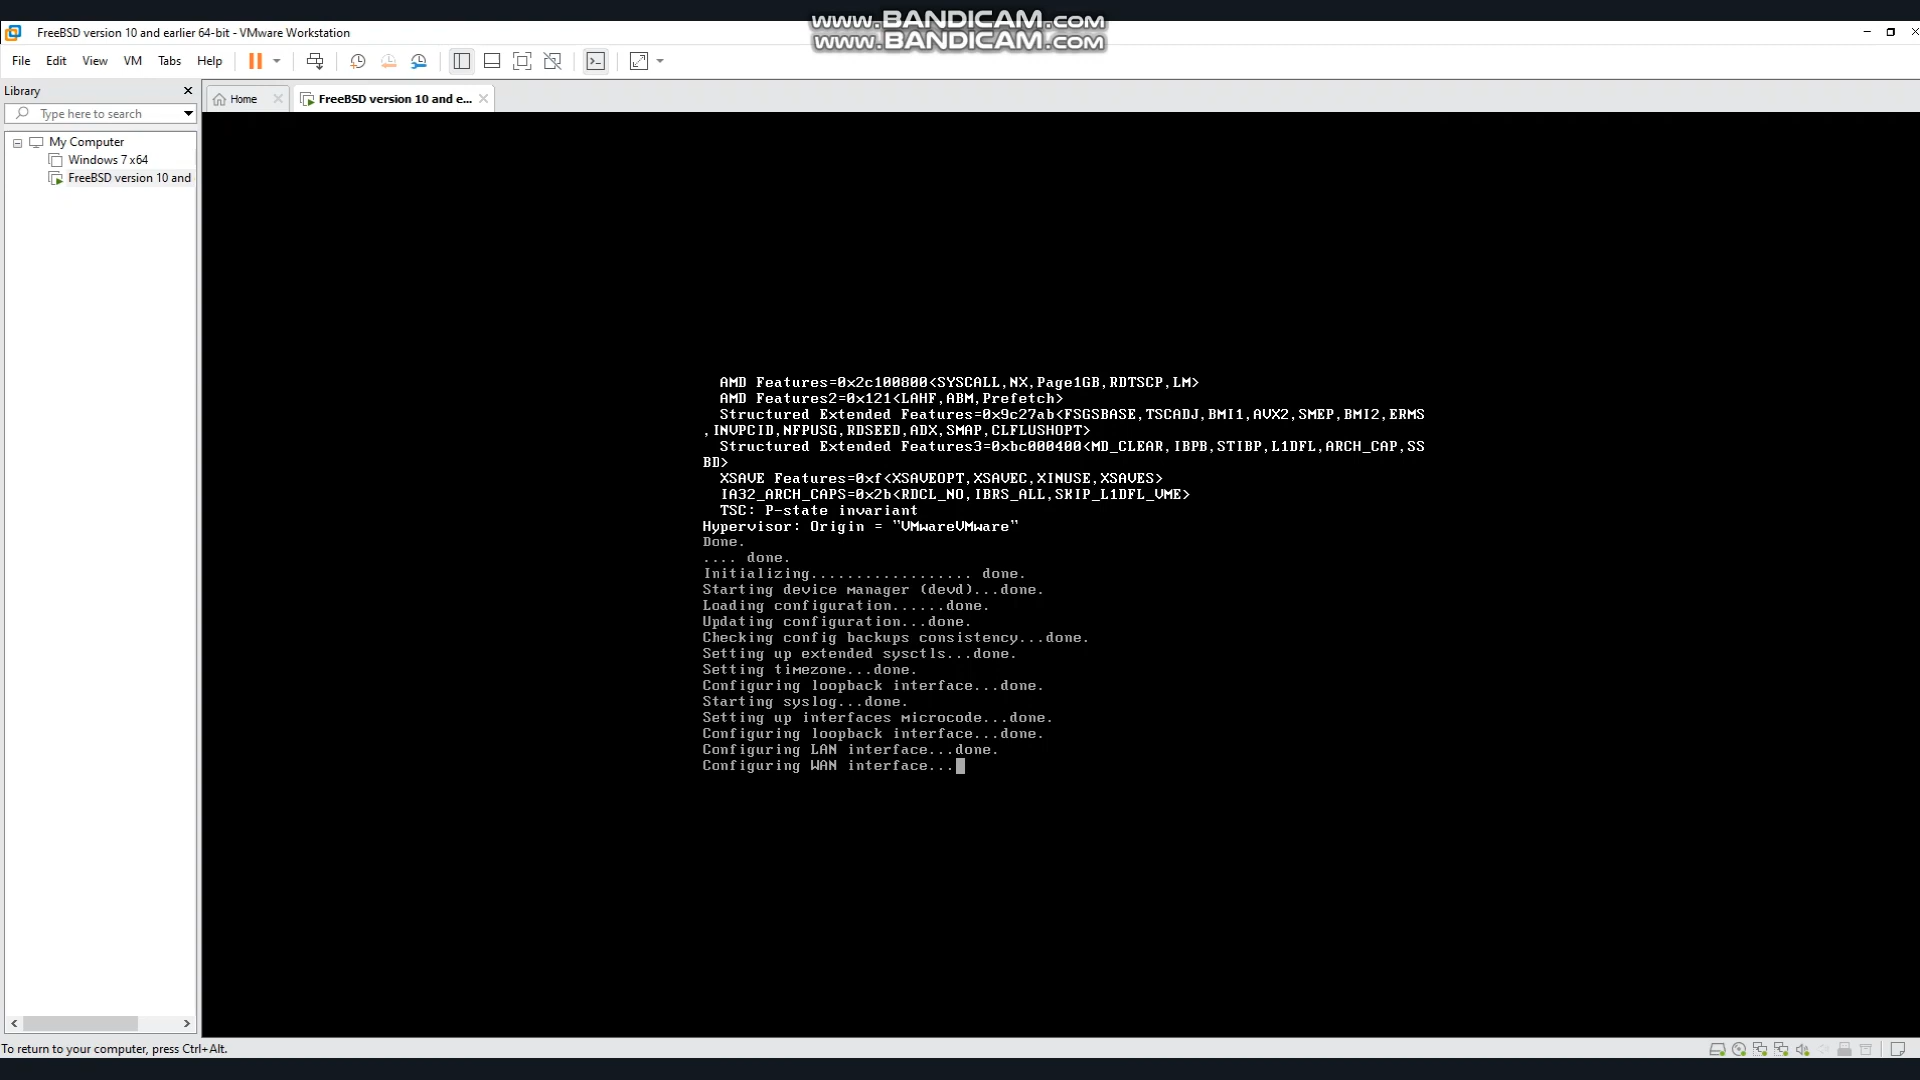 www.BANDICAM.com
www.BANDICAM.com
FreeBSD version 10 and earlier 64-bit - VMware Workstation
File Edit View VM Tabs Help
Library
Home
FreeBSD version 10 and e...
Type here to search
My Computer
Windows 7 x64
FreeBSD version 10 and
AMD Features=0x2c100800<SYSCALL,NX,Page1GB,RDTSCP,LM>
AMD Features2=0x121<LAHF,ABM,Prefetch>
Structured Extended Features=0x9c27ab<FSGSBASE,TSCADJ,BMI1,AVX2,SMEP,BMI2,ERMS
,INVPCID,NFPUSG,RDSEED,ADX,SMAP,CLFLUSHOPT>
Structured Extended Features3=0xbc000400<MD_CLEAR,IBPB,STIBP,L1DFL,ARCH_CAP,SS
BD>
XSAVE Features=0xf<XSAVEOPT,XSAVEC,XINUSE,XSAVES>
IA32_ARCH_CAPS=0x2b<RDCL_NO,IBRS_ALL,SKIP_L1DFL_VME>
TSC: P-state invariant
Hypervisor: Origin = "VMwareVMware"
Done.
.... done.
Initializing.................. done.
Starting device manager (devd)...done.
Loading configuration......done.
Updating configuration...done.
Checking config backups consistency...done.
Setting up extended sysctls...done.
Setting timezone...done.
Configuring loopback interface...done.
Starting syslog...done.
Setting up interfaces microcode...done.
Configuring loopback interface...done.
Configuring LAN interface...done.
Configuring WAN interface...
To return to your computer, press Ctrl+Alt.